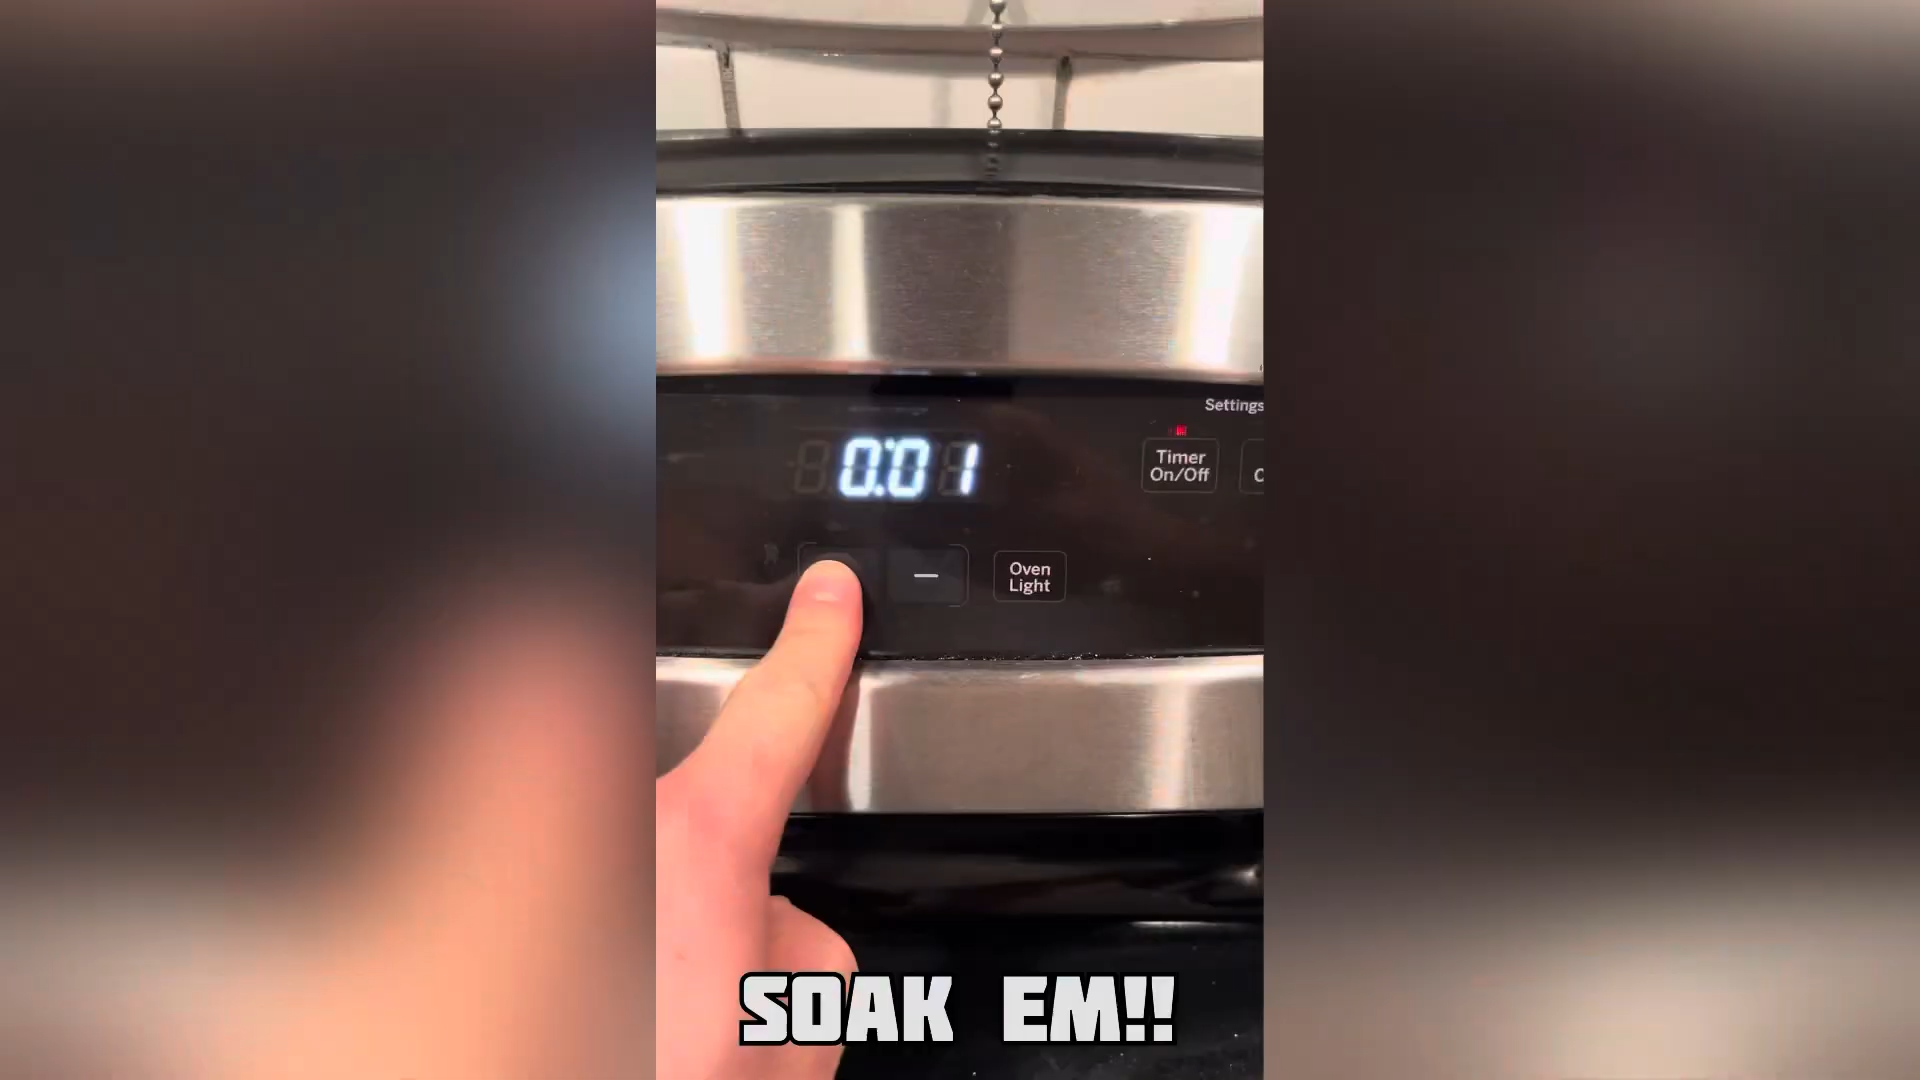 Settings
0:01
Timer
On/Off
—
Oven
Light
SOAK EM!!